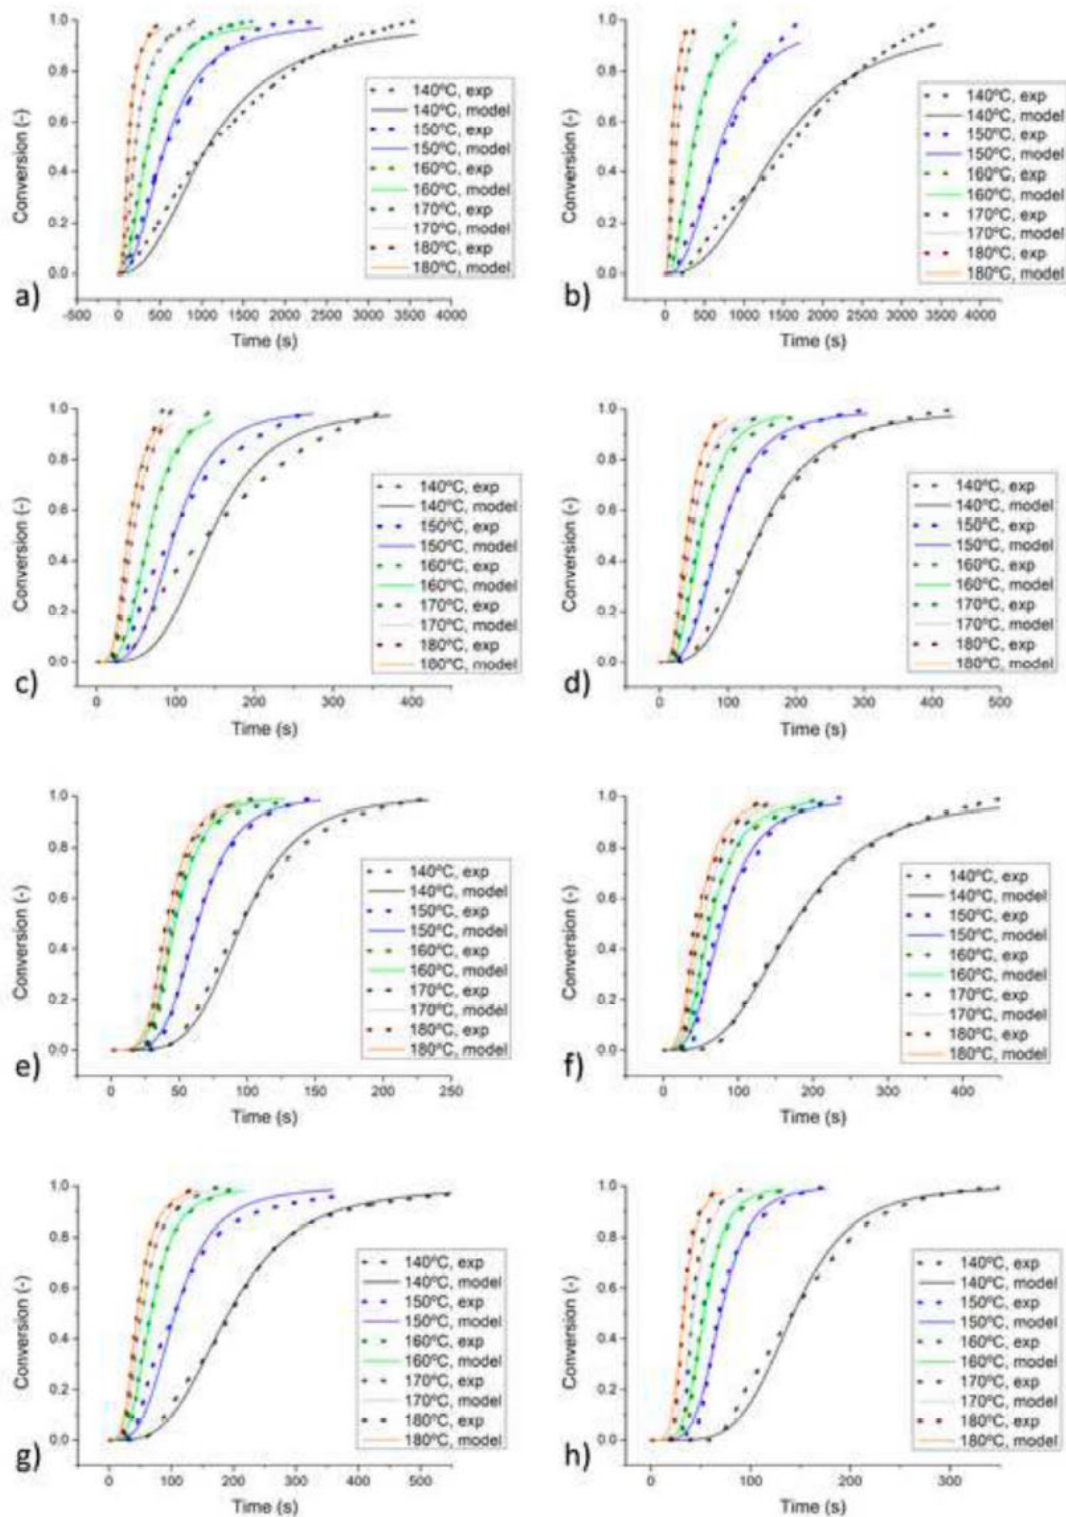 1.0
0.8
0.6
0.4
0.2
0.0
Conversion (-)
140ºC, exp
140ºC, model
150ºC, exp
150ºC, model
160ºC, exp
160ºC, model
170ºC, exp
170ºC, model
180ºC, exp
180ºC, model
a)
-500 0 500 1000 1500 2000 2500 3000 3500 4000
Time (s)
1.0
0.8
0.6
0.4
0.2
0.0
Conversion (-)
140ºC, exp
140ºC, model
150ºC, exp
150ºC, model
160ºC, exp
160ºC, model
170ºC, exp
170ºC, model
180ºC, exp
180ºC, model
b)
0 500 1000 1500 2000 2500 3000 3500 4000
Time (s)
1.0
0.8
0.6
0.4
0.2
0.0
Conversion (-)
140ºC, exp
140ºC, model
150ºC, exp
150ºC, model
160ºC, exp
160ºC, model
170ºC, exp
170ºC, model
180ºC, exp
180ºC, model
c)
0 100 200 300 400
Time (s)
1.0
0.8
0.6
0.4
0.2
0.0
Conversion (-)
140ºC, exp
140ºC, model
150ºC, exp
150ºC, model
160ºC, exp
160ºC, model
170ºC, exp
170ºC, model
180ºC, exp
180ºC, model
d)
0 100 200 300 400 500
Time (s)
1.0
0.8
0.6
0.4
0.2
0.0
Conversion (-)
140ºC, exp
140ºC, model
150ºC, exp
150ºC, model
160ºC, exp
160ºC, model
170ºC, exp
170ºC, model
180ºC, exp
180ºC, model
e)
0 50 100 150 200 250
Time (s)
1.0
0.8
0.6
0.4
0.2
0.0
Conversion (-)
140ºC, exp
140ºC, model
150ºC, exp
150ºC, model
160ºC, exp
160ºC, model
170ºC, exp
170ºC, model
180ºC, exp
180ºC, model
f)
0 100 200 300 400
Time (s)
1.0
0.8
0.6
0.4
0.2
0.0
Conversion (-)
140ºC, exp
140ºC, model
150ºC, exp
150ºC, model
160ºC, exp
160ºC, model
170ºC, exp
170ºC, model
180ºC, exp
180ºC, model
g)
0 100 200 300 400 500
Time (s)
1.0
0.8
0.6
0.4
0.2
0.0
Conversion (-)
140ºC, exp
140ºC, model
150ºC, exp
150ºC, model
160ºC, exp
160ºC, model
170ºC, exp
170ºC, model
180ºC, exp
180ºC, model
h)
0 100 200 300
Time (s)